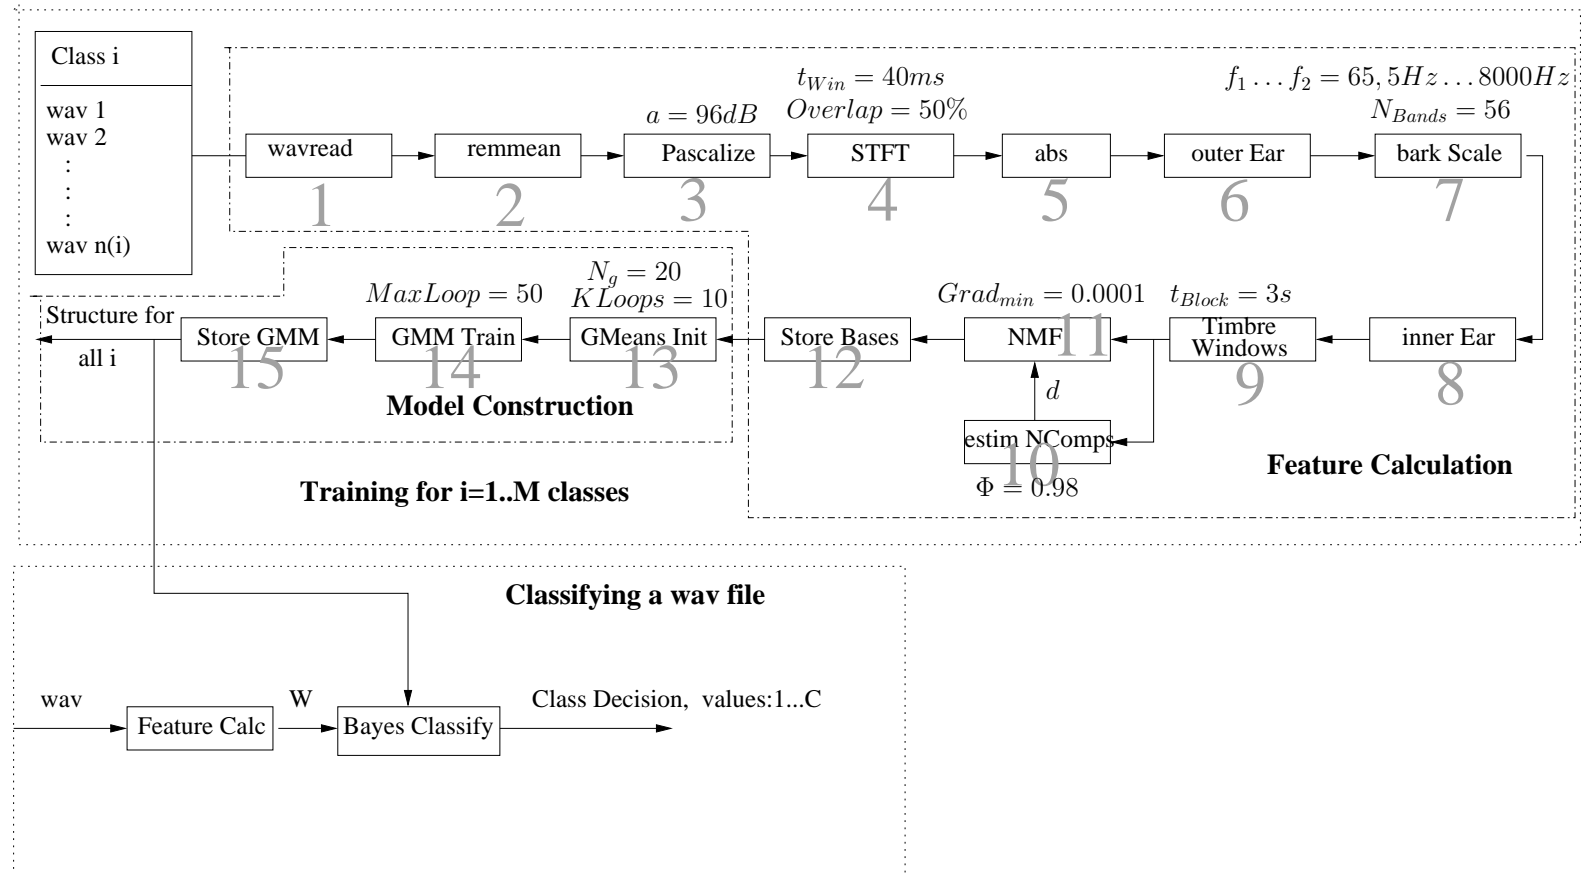 Class i
wav 1
wav 2
:
:
:
wav n(i)
wavread
1
remmean
2
a = 96dB
Pascalize
3
t_{Win} = 40ms
Overlap = 50%
STFT
4
abs
5
outer Ear
6
f_1 … f_2 = 65, 5Hz … 8000Hz
N_{Bands} = 56
bark Scale
7
inner Ear
8
t_{Block} = 3s
Timbre
Windows
9
estim NComps
10
Φ = 0.98
d
Grad_{min} = 0.0001
NMF
11
Store Bases
12
N_g = 20
KLoops = 10
GMeans Init
13
MaxLoop = 50
GMM Train
14
Store GMM
15
Structure for
all i
Model Construction
Feature Calculation
Training for i=1..M classes
Classifying a wav file
wav
Feature Calc
W
Bayes Classify
Class Decision, values:1...C